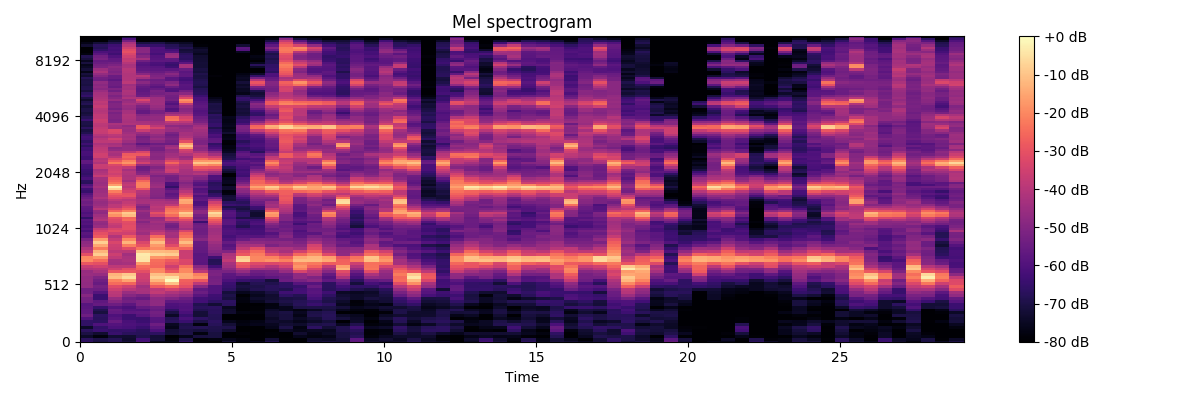 Mel spectrogram
Hz
8192
4096
2048
1024
512
0
0 5 10 15 20 25
Time
+0 dB
-10 dB
-20 dB
-30 dB
-40 dB
-50 dB
-60 dB
-70 dB
-80 dB